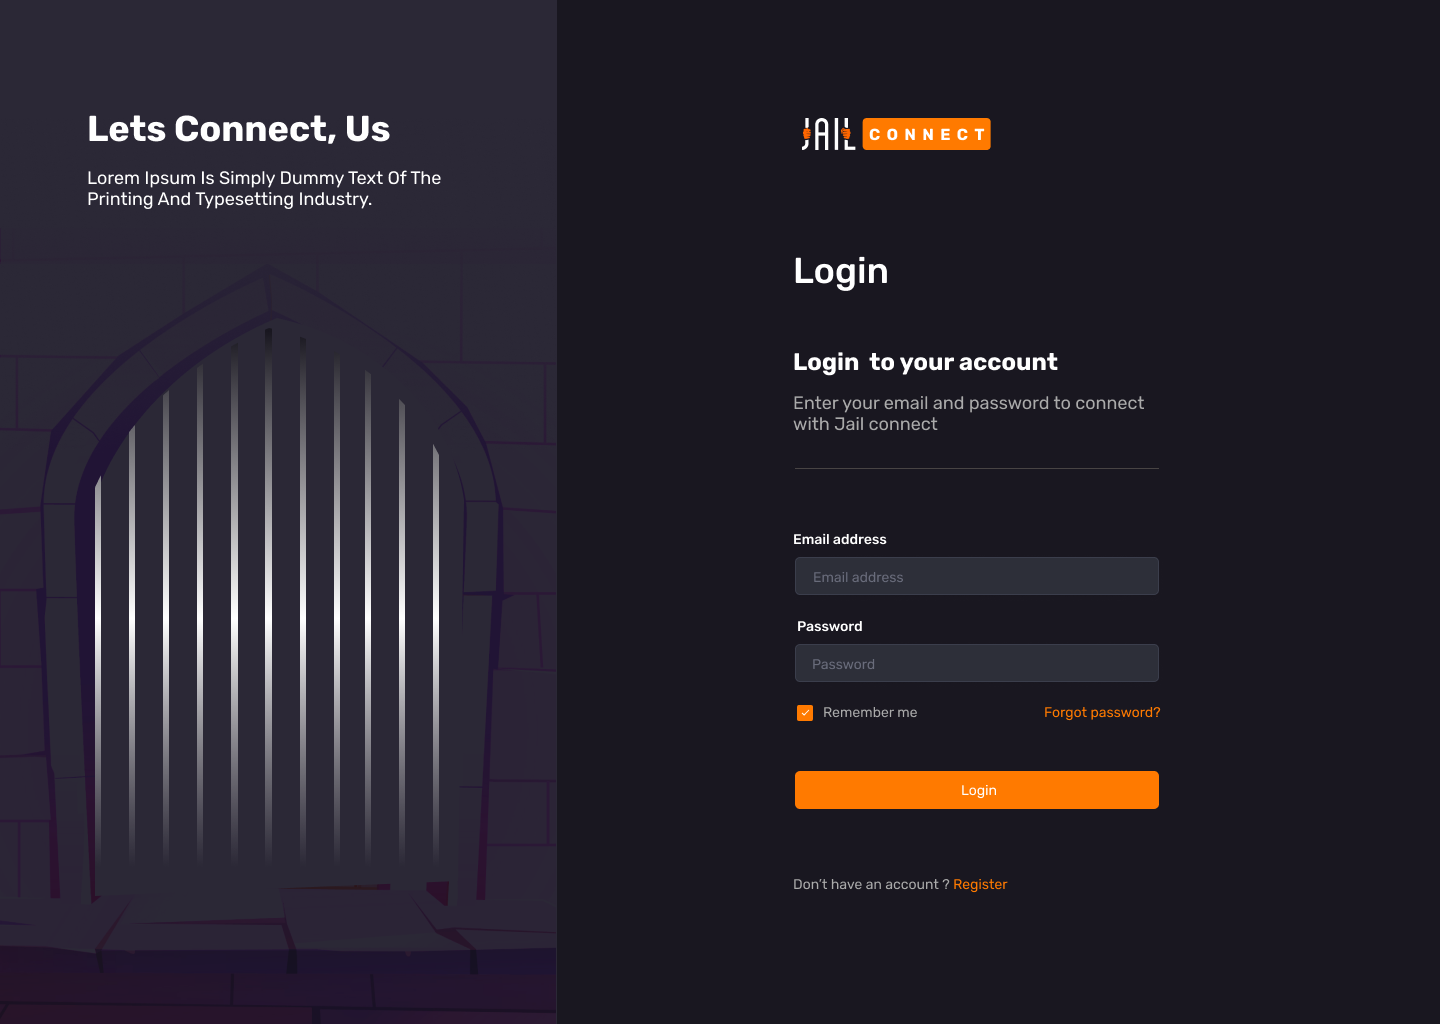 Lets Connect, Us
Lorem Ipsum Is Simply Dummy Text Of The
Printing And Typesetting Industry.
JAIL CONNECT
Login
Login  to your account
Enter your email and password to connect
with Jail connect
Email address
Email address
Password
Password
Remember me Forgot password?
Login
Don’t have an account ? Register